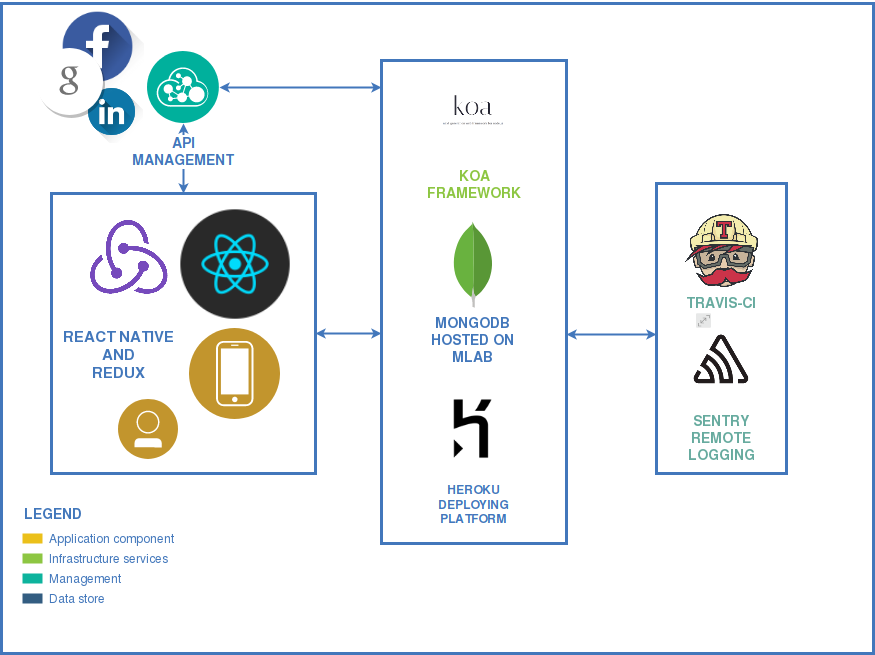 f
g
in
API
MANAGEMENT
koa
KOA
FRAMEWORK
REACT NATIVE
AND
REDUX
MONGODB
HOSTED ON
MLAB
HEROKU
DEPLOYING
PLATFORM
T
TRAVIS-CI
SENTRY
REMOTE
LOGGING
LEGEND
Application component
Infrastructure services
Management
Data store